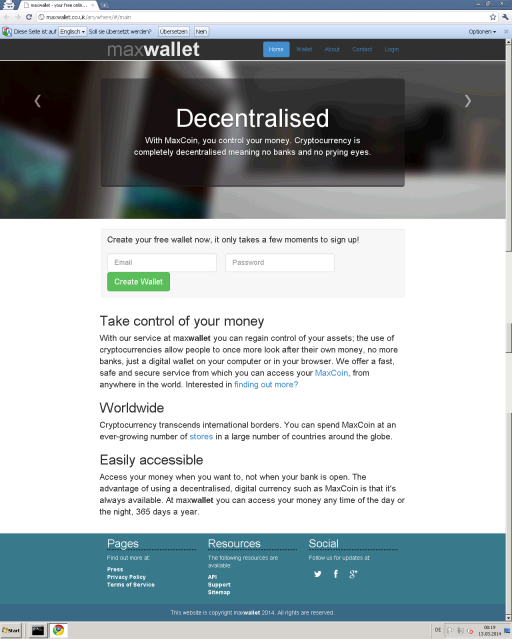 maxwallet - your free onlin...
maxwallet.co.uk/anywhere/#/main
Diese Seite ist auf Englisch Soll sie übersetzt werden? Übersetzen Nein Optionen
maxwallet
Home Wallet About Contact Login
Decentralised
With MaxCoin, you control your money. Cryptocurrency is
completely decentralised meaning no banks and no prying eyes.
Create your free wallet now, it only takes a few moments to sign up!
Email Password
Create Wallet
Take control of your money
With our service at maxwallet you can regain control of your assets; the use of
cryptocurrencies allow people to once more look after their own money, no more
banks, just a digital wallet on your computer or in your browser. We offer a fast,
safe and secure service from which you can access your MaxCoin, from
anywhere in the world. Interested in finding out more?
Worldwide
Cryptocurrency transcends international borders. You can spend MaxCoin at an
ever-growing number of stores in a large number of countries around the globe.
Easily accessible
Access your money when you want to, not when your bank is open. The
advantage of using a decentralised, digital currency such as MaxCoin is that it's
always available. At maxwallet you can access your money any time of the day or
the night, 365 days a year.
Pages Resources Social
Find out more at: The following resources are Follow us for updates at
available:
Press
Privacy Policy API
Terms of Service Support
Sitemap
This website is copyright maxwallet 2014. All rights are reserved.
Start DE 00:19
13.03.2014